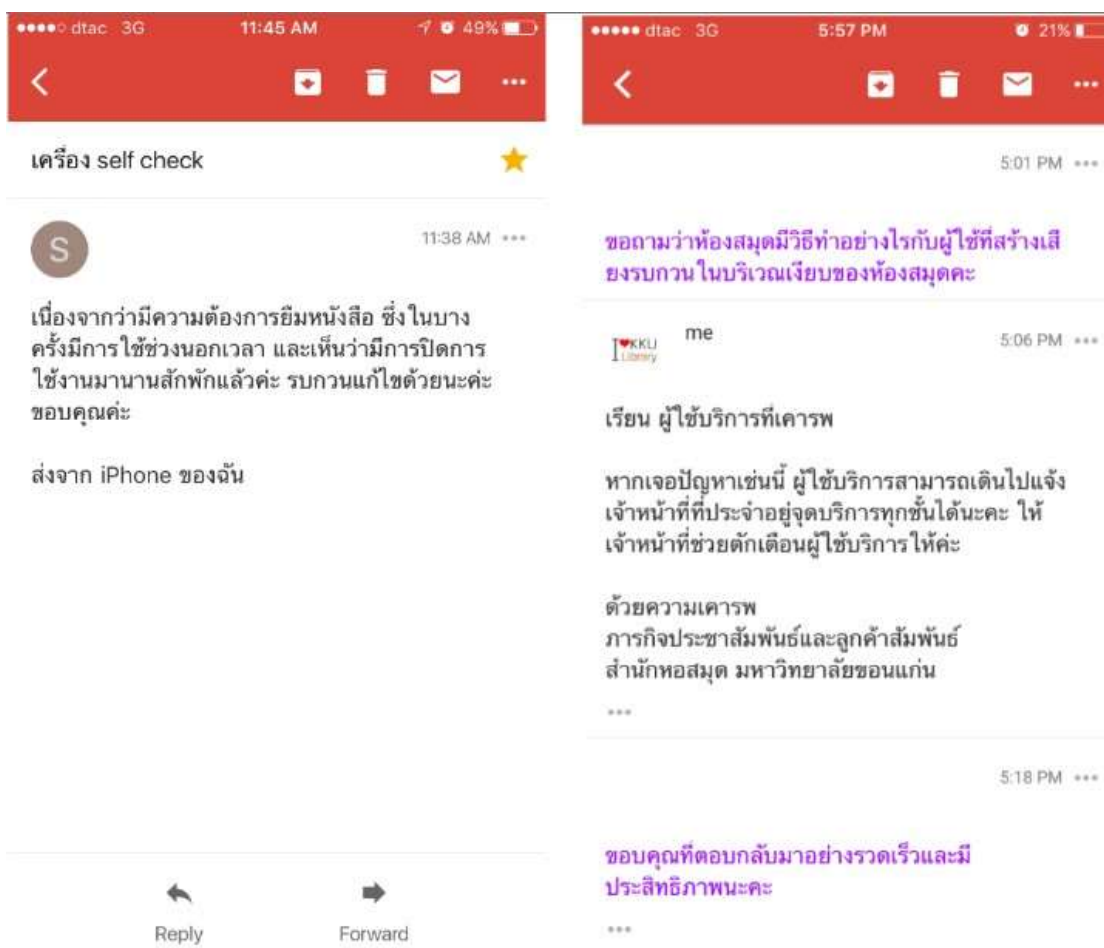 dtac 3G 11:45 AM 49%
เครื่อง self check
S
11:38 AM
เนื่องจากว่ามีความต้องการยืมหนังสือ ซึ่งในบาง
ครั้งมีการใช้ช่วงนอกเวลา และเห็นว่ามีการปิดการ
ใช้งานมานานสักพักแล้วค่ะ รบกวนแก้ไขด้วยนะค่ะ
ขอบคุณค่ะ
ส่งจาก iPhone ของฉัน
Reply Forward
dtac 3G 5:57 PM 21%
5:01 PM
ขอถามว่าห้องสมุดมีวิธีทำอย่างไรกับผู้ใช้ที่สร้างเสี
ยงรบกวนในบริเวณเงียบของห้องสมุดคะ
I KKU
Library
me 5:06 PM
เรียน ผู้ใช้บริการที่เคารพ
หากเจอปัญหาเช่นนี้ ผู้ใช้บริการสามารถเดินไปแจ้ง
เจ้าหน้าที่ที่ประจำอยู่จุดบริการทุกชั้นได้นะคะ ให้
เจ้าหน้าที่ช่วยตักเตือนผู้ใช้บริการให้ค่ะ
ด้วยความเคารพ
ภารกิจประชาสัมพันธ์และลูกค้าสัมพันธ์
สำนักหอสมุด มหาวิทยาลัยขอนแก่น
5:18 PM
ขอบคุณที่ตอบกลับมาอย่างรวดเร็วและมี
ประสิทธิภาพนะคะ